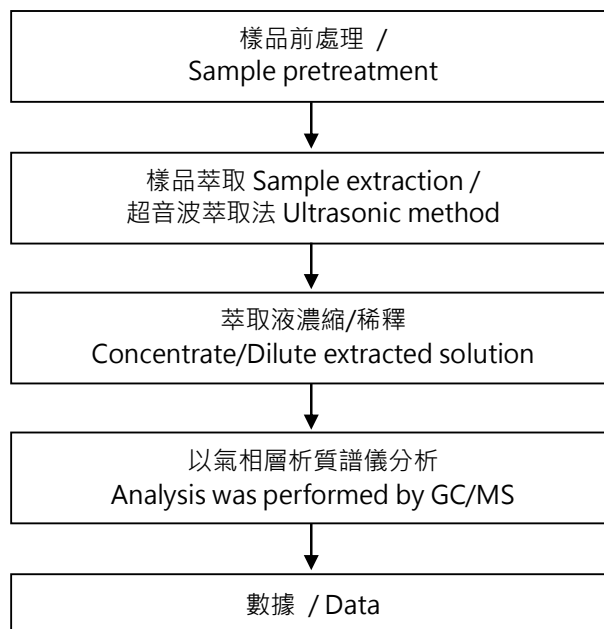 樣品前處理 /
Sample pretreatment
樣品萃取 Sample extraction /
超音波萃取法 Ultrasonic method
萃取液濃縮/稀釋
Concentrate/Dilute extracted solution
以氣相層析質譜儀分析
Analysis was performed by GC/MS
數據 / Data